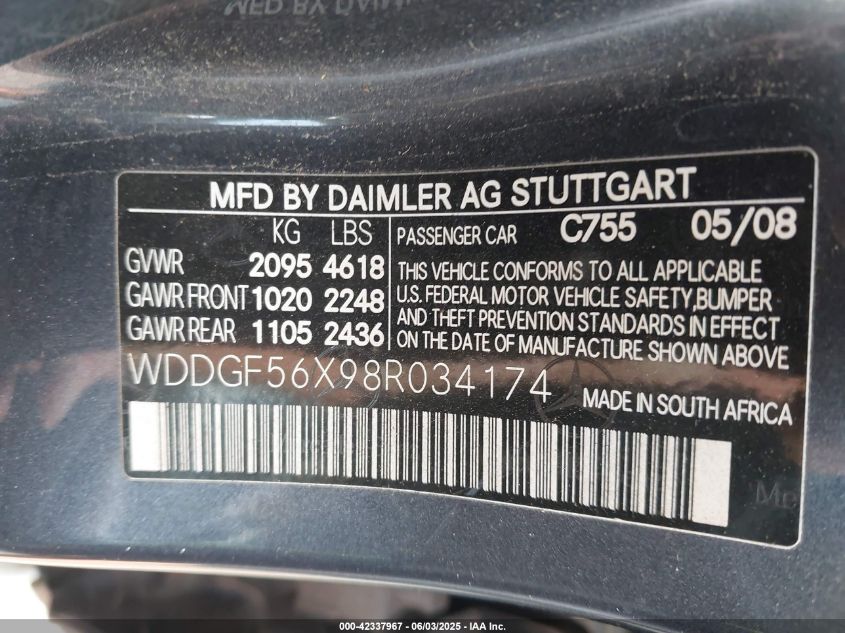 MFD BY DAIMLER AG STUTTGART
KG LBS
GVWR 2095 4618
GAWR FRONT 1020 2248
GAWR REAR 1105 2436
PASSENGER CAR C755 05/08
THIS VEHICLE CONFORMS TO ALL APPLICABLE
U.S. FEDERAL MOTOR VEHICLE SAFETY, BUMPER
AND THEFT PREVENTION STANDARDS IN EFFECT
ON THE DATE OF MANUFACTURE SHOWN ABOVE
WDDGF56X98R034174
MADE IN SOUTH AFRICA
000-42337967 - 06/03/2025 - © IAA, Inc.